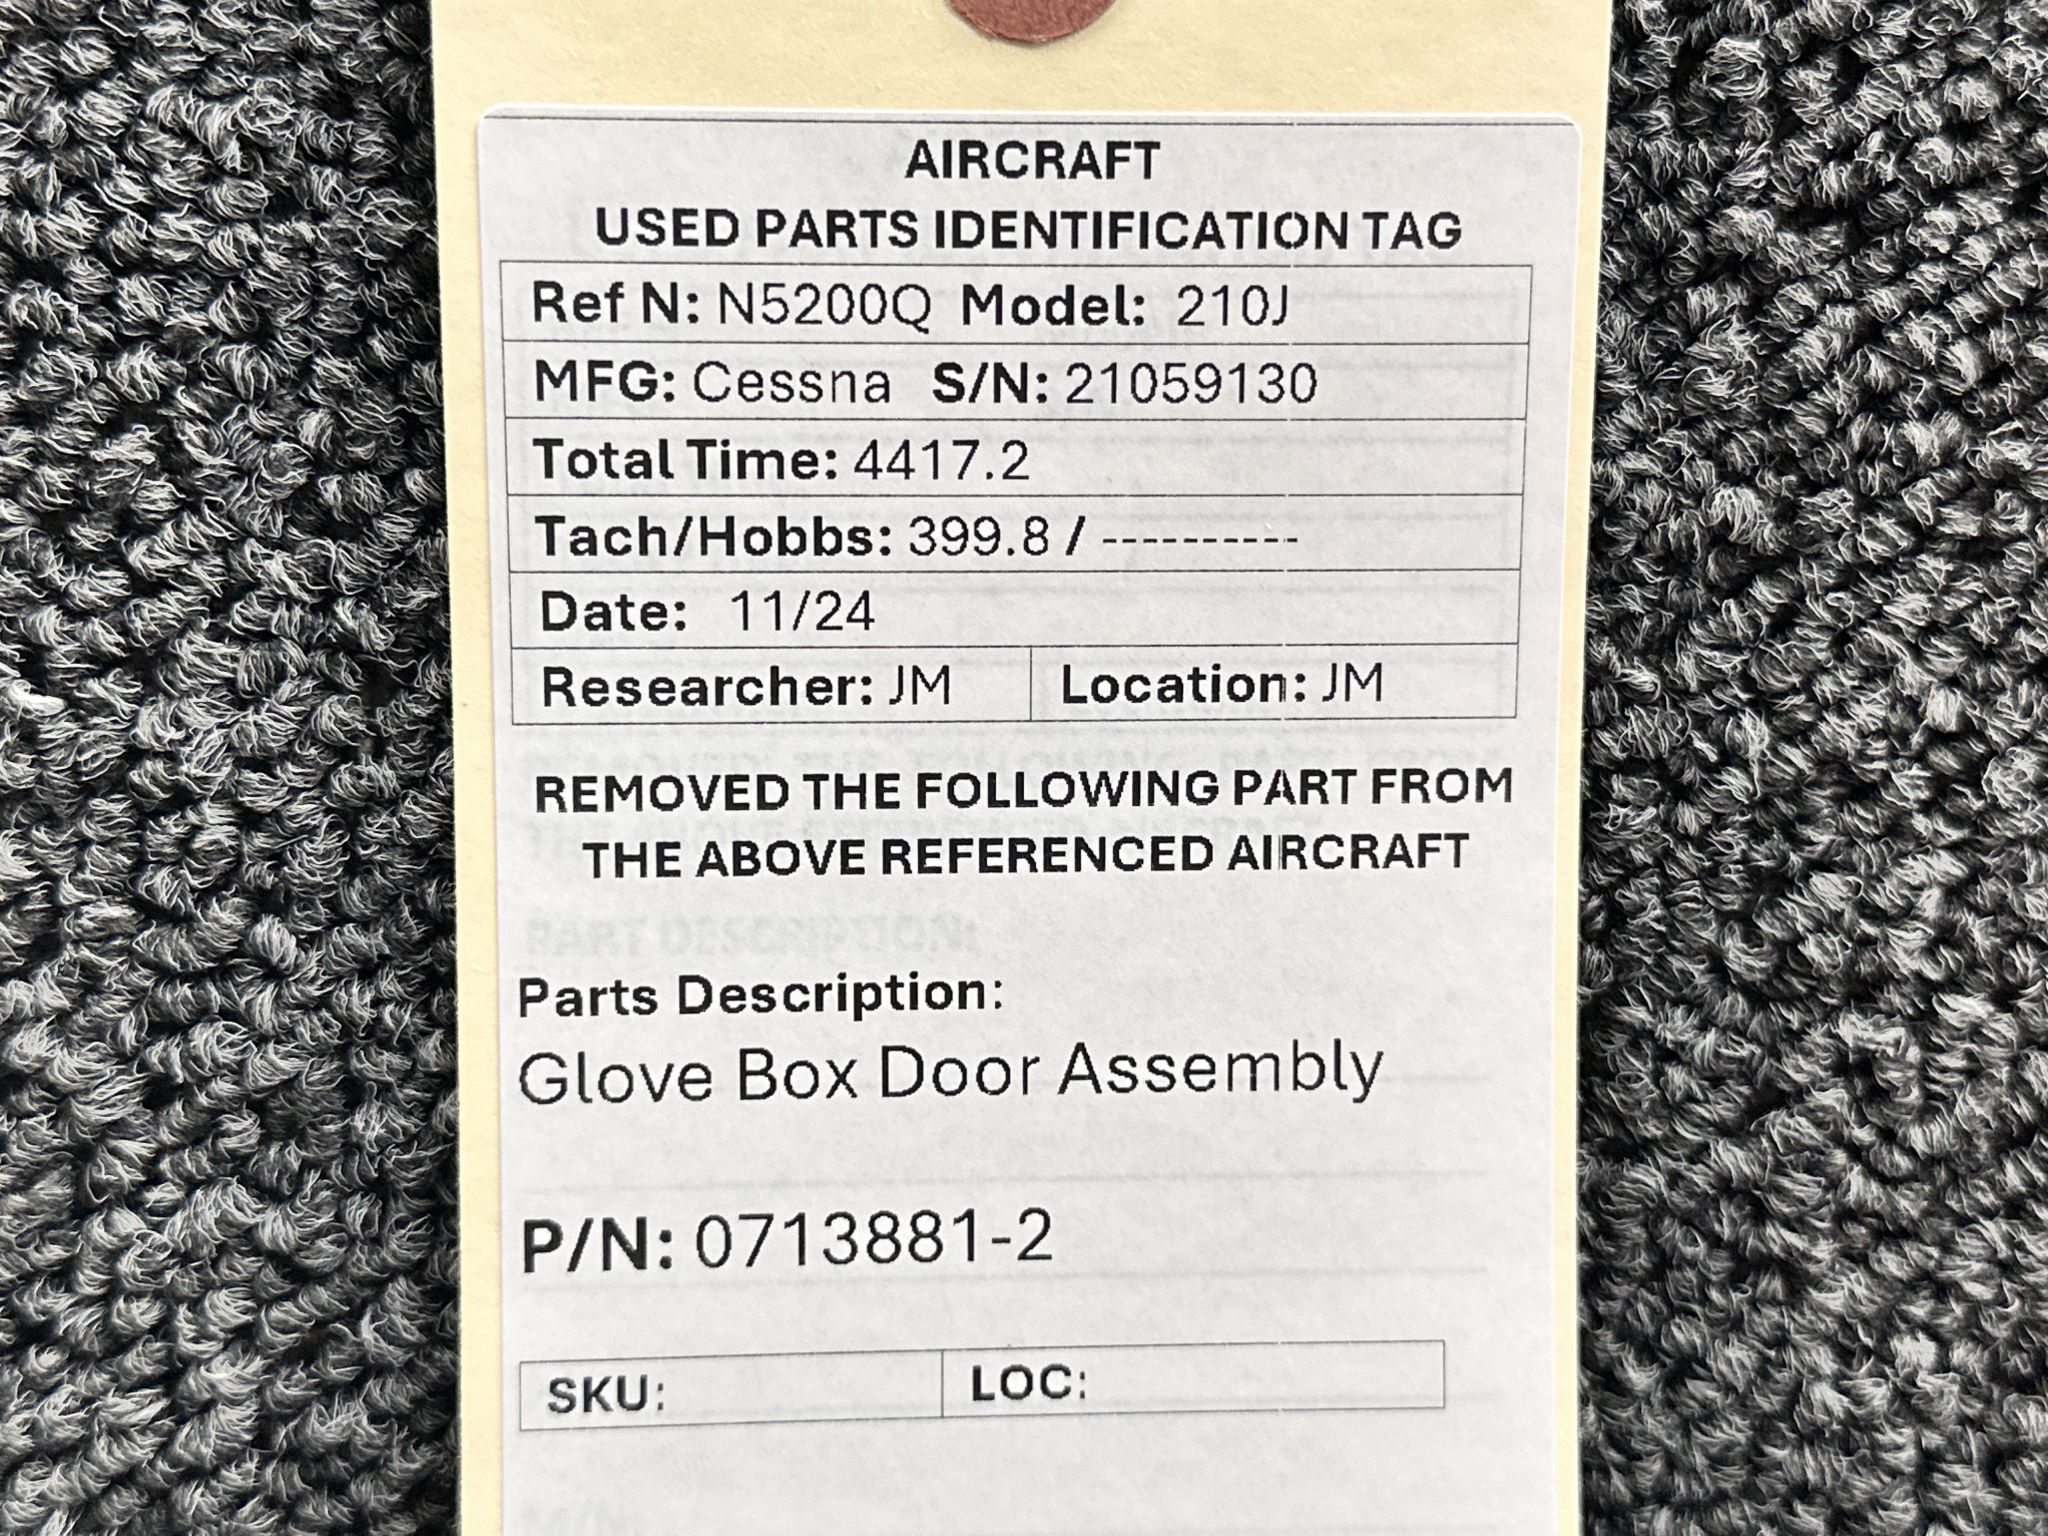 AIRCRAFT
USED PARTS IDENTIFICATION TAG
Ref N: N5200Q Model: 210J
MFG: Cessna S/N: 21059130
Total Time: 4417.2
Tach/Hobbs: 399.8 / ----------
Date: 11/24
Researcher: JM Location: JM
REMOVED THE FOLLOWING PART FROM
THE ABOVE REFERENCED AIRCRAFT
PART DESCRIPTION:
Parts Description:
Glove Box Door Assembly
P/N: 0713881-2
SKU: LOC: